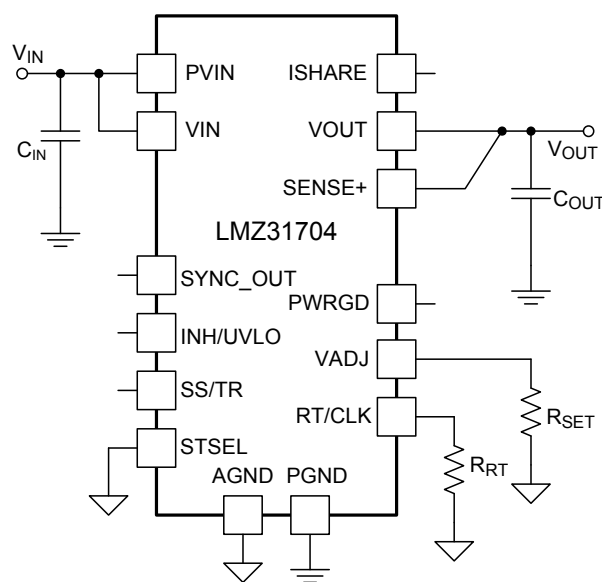 VIN
PVIN
ISHARE
VIN
VOUT
VOUT
CIN
SENSE+
COUT
LMZ31704
SYNC_OUT
PWRGD
INH/UVLO
VADJ
SS/TR
RT/CLK
RSET
STSEL
RRT
AGND
PGND